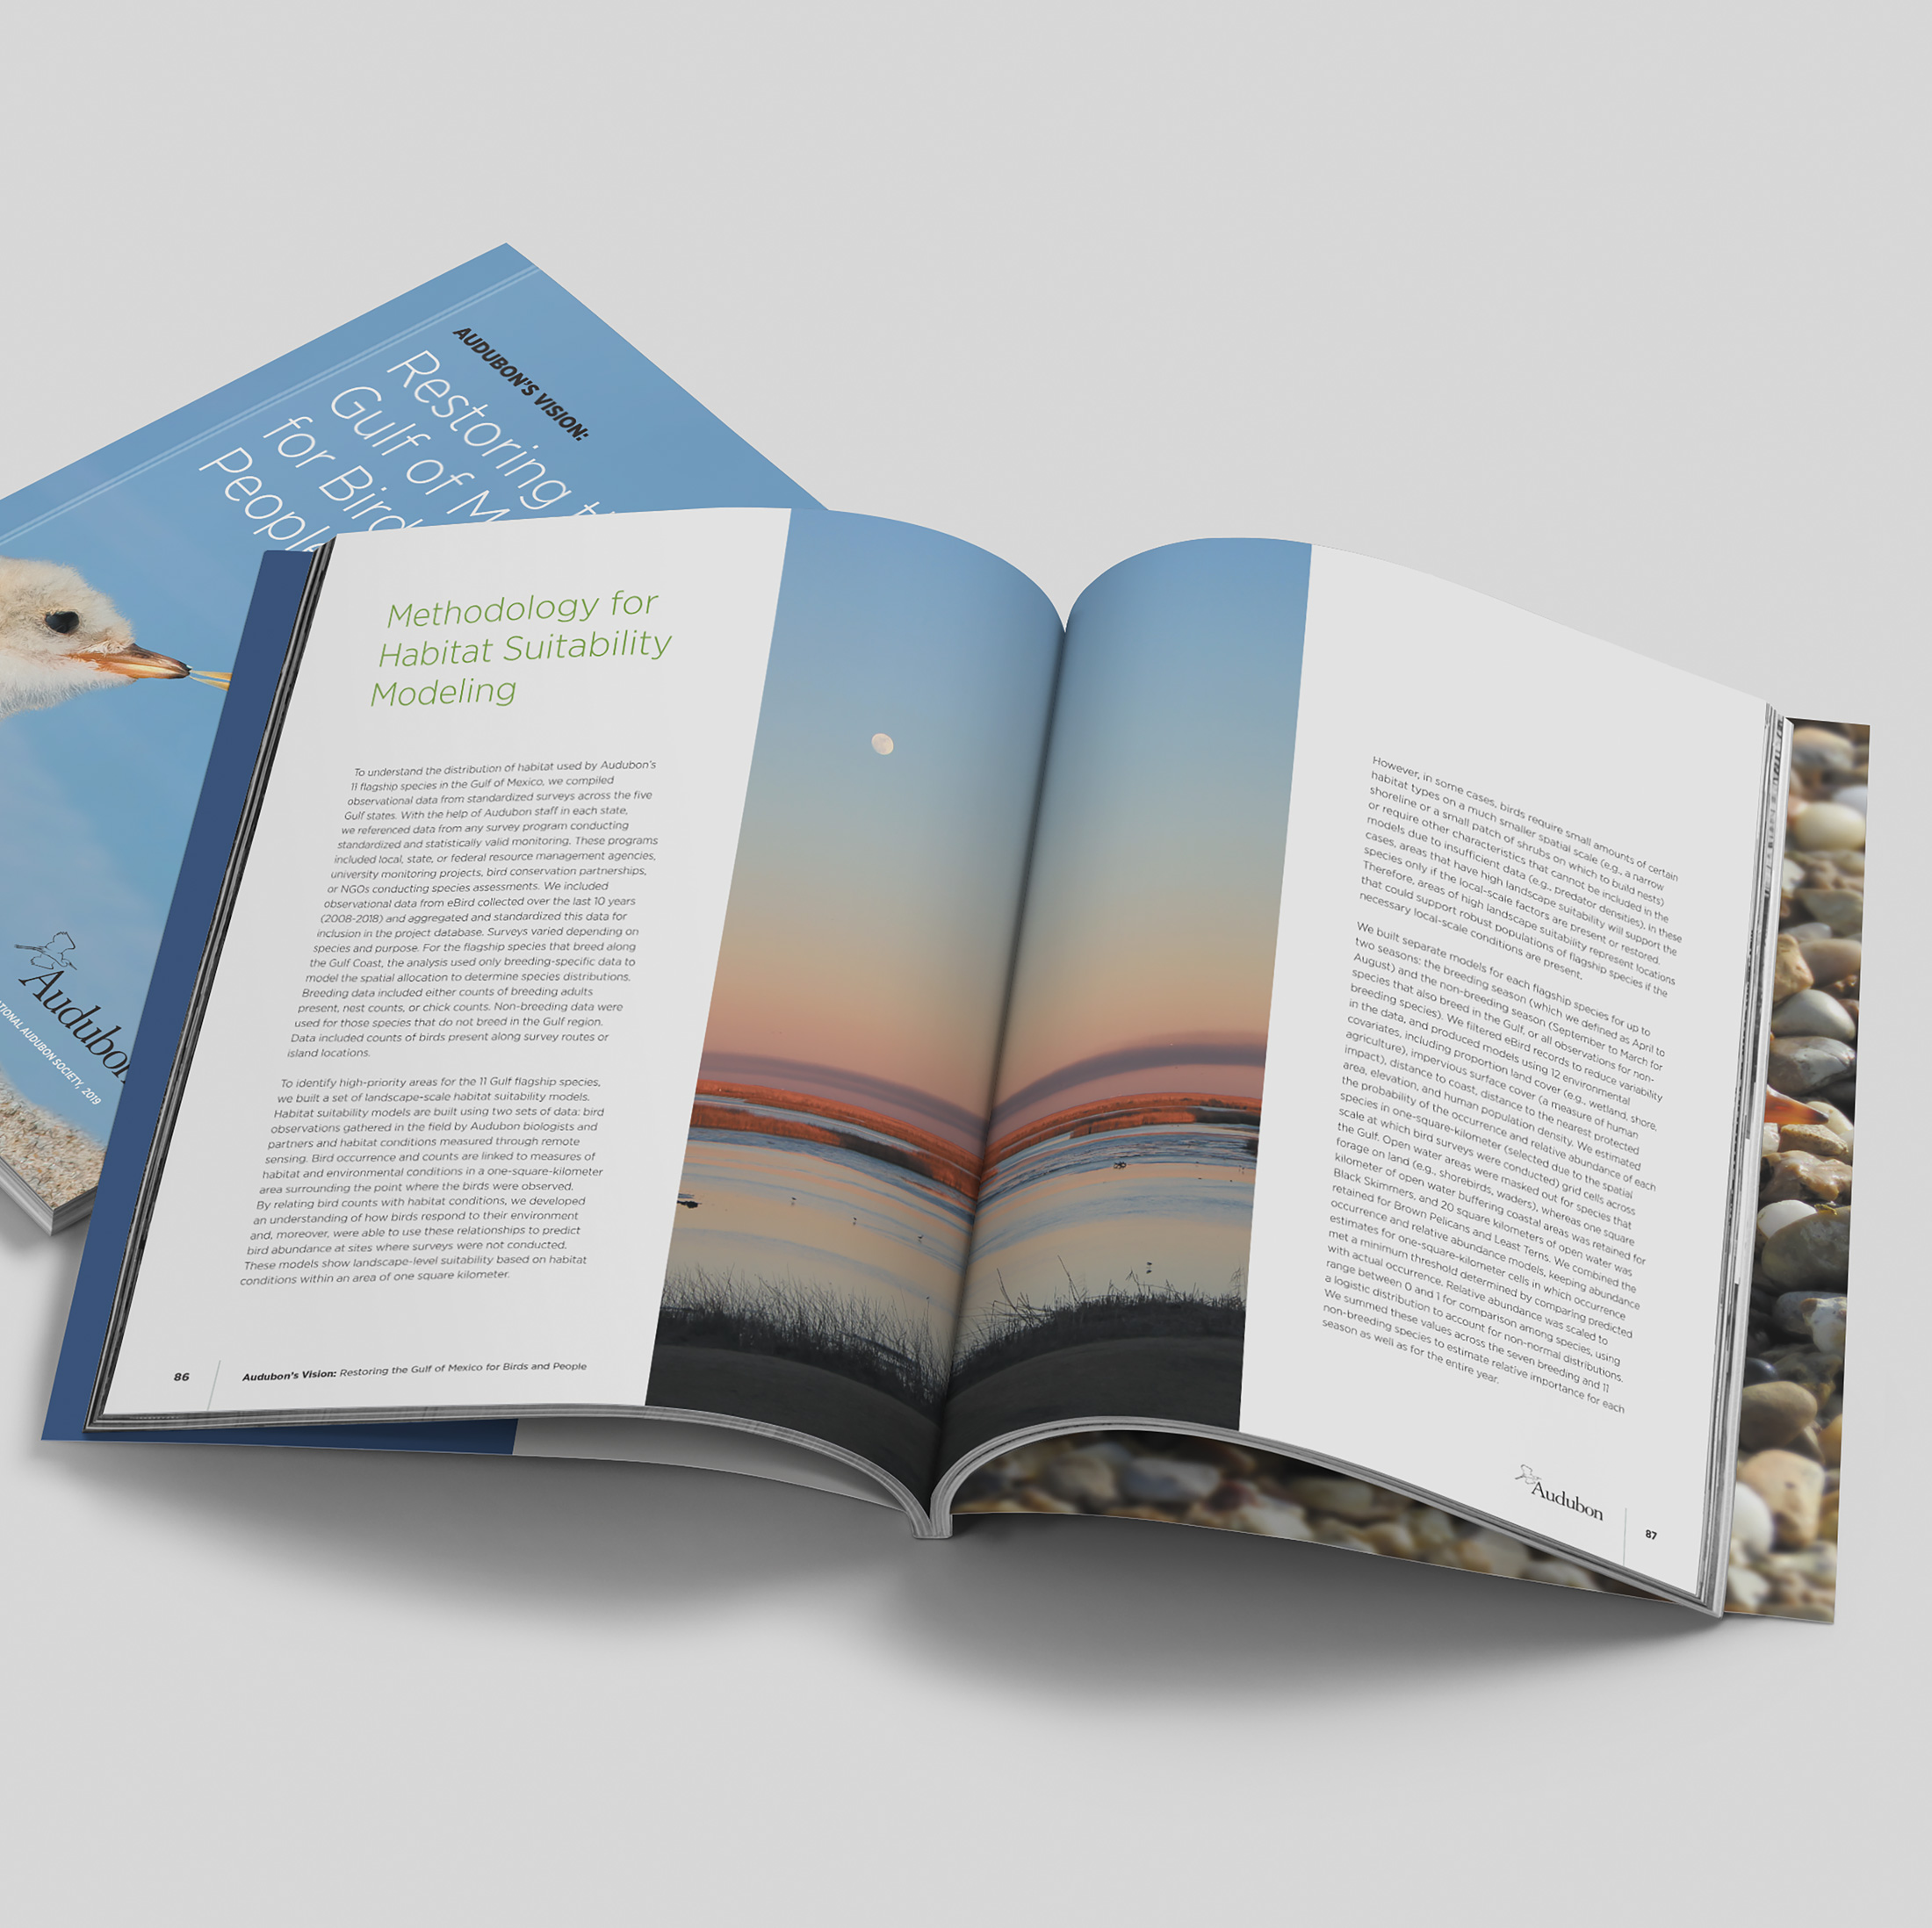 AUDUBON'S VISION:
Restoring
Gulf of M
for Bird
People
Audubon
NATIONAL AUDUBON SOCIETY, 2019
Methodology for
Habitat Suitability
Modeling
To understand the distribution of habitat used by Audubon's
11 flagship species in the Gulf of Mexico, we compiled
observational data from standardized surveys across the five
Gulf states. With the help of Audubon staff in each state,
we referenced data from any survey program conducting
standardized and statistically valid monitoring. These programs
included local, state, or federal resource management agencies,
university monitoring projects, bird conservation partnerships,
or NGOs conducting species assessments. We included
observational data from eBird collected over the last 10 years
(2008-2018) and aggregated and standardized this data for
inclusion in the project database. Surveys varied depending on
species and purpose. For the flagship species that breed along
the Gulf Coast, the analysis used only breeding-specific data to
model the spatial allocation to determine species distributions.
Breeding data included either counts of breeding adults
present, nest counts, or chick counts. Non-breeding data were
used for those species that do not breed in the Gulf region.
Data included counts of birds present along survey routes or
island locations.
To identify high-priority areas for the 11 Gulf flagship species,
we built a set of landscape-scale habitat suitability models.
Habitat suitability models are built using two sets of data: bird
observations gathered in the field by Audubon biologists and
partners and habitat conditions measured through remote
sensing. Bird occurrence and counts are linked to measures of
habitat and environmental conditions in a one-square-kilometer
area surrounding the point where the birds were observed.
By relating bird counts with habitat conditions, we developed
an understanding of how birds respond to their environment
and, moreover, were able to use these relationships to predict
bird abundance at sites where surveys were not conducted.
These models show landscape-level suitability based on habitat
conditions within an area of one square kilometer.
86
Audubon's Vision: Restoring the Gulf of Mexico for Birds and People
However, in some cases, birds require small amounts of certain
habitat types on a much smaller spatial scale (e.g., a narrow
shoreline or a small patch of shrubs on which to build nests)
or require other characteristics that cannot be included in the
models due to insufficient data (e.g., predator densities). In these
cases, areas that have high landscape suitability will support the
species only if the local-scale factors are present or restored.
Therefore, areas of high landscape suitability represent locations
that could support robust populations of flagship species if the
necessary local-scale conditions are present.
We built separate models for each flagship species for up to
two seasons: the breeding season (which we defined as April to
August) and the non-breeding season (September to March for
species that also breed in the Gulf, or all observations for non-
breeding species). We filtered eBird records to reduce variability
in the data, and produced models using 12 environmental
covariates, including proportion land cover (e.g., wetland, shore,
agriculture), impervious surface cover (a measure of human
impact), distance to coast, distance to the nearest protected
area, elevation, and human population density. We estimated
the probability of the occurrence and relative abundance of each
species in one-square-kilometer (selected due to the spatial
scale at which bird surveys were conducted) grid cells across
the Gulf. Open water areas were masked out for species that
forage on land (e.g., shorebirds, waders), whereas one square
kilometer of open water buffering coastal areas was retained for
Black Skimmers, and 20 square kilometers of open water was
retained for Brown Pelicans and Least Terns. We combined the
occurrence and relative abundance models, keeping abundance
estimates for one-square-kilometer cells in which occurrence
met a minimum threshold determined by comparing predicted
with actual occurrence. Relative abundance was scaled to
range between 0 and 1 for comparison among species, using
a logistic distribution to account for non-normal distributions.
We summed these values across the seven breeding and 11
non-breeding species to estimate relative importance for each
season as well as for the entire year.
Audubon
87